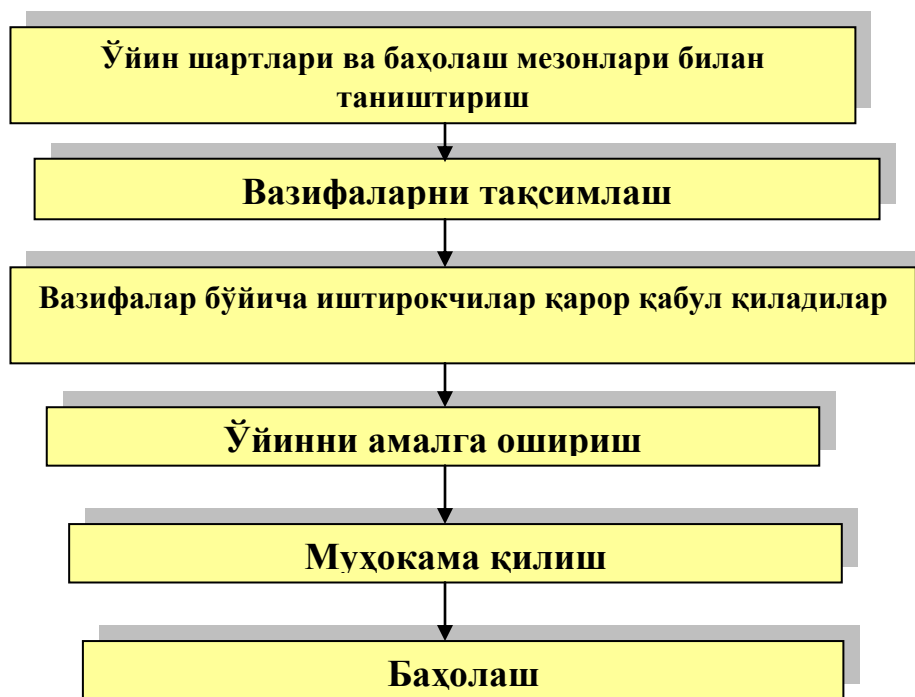 Ўйин шартлари ва баҳолаш мезонлари билан
таништириш
Вазифаларни тақсимлаш
Вазифалар бўйича иштирокчилар қарор қабул қиладилар
Ўйинни амалга ошириш
Муҳокама қилиш
Баҳолаш